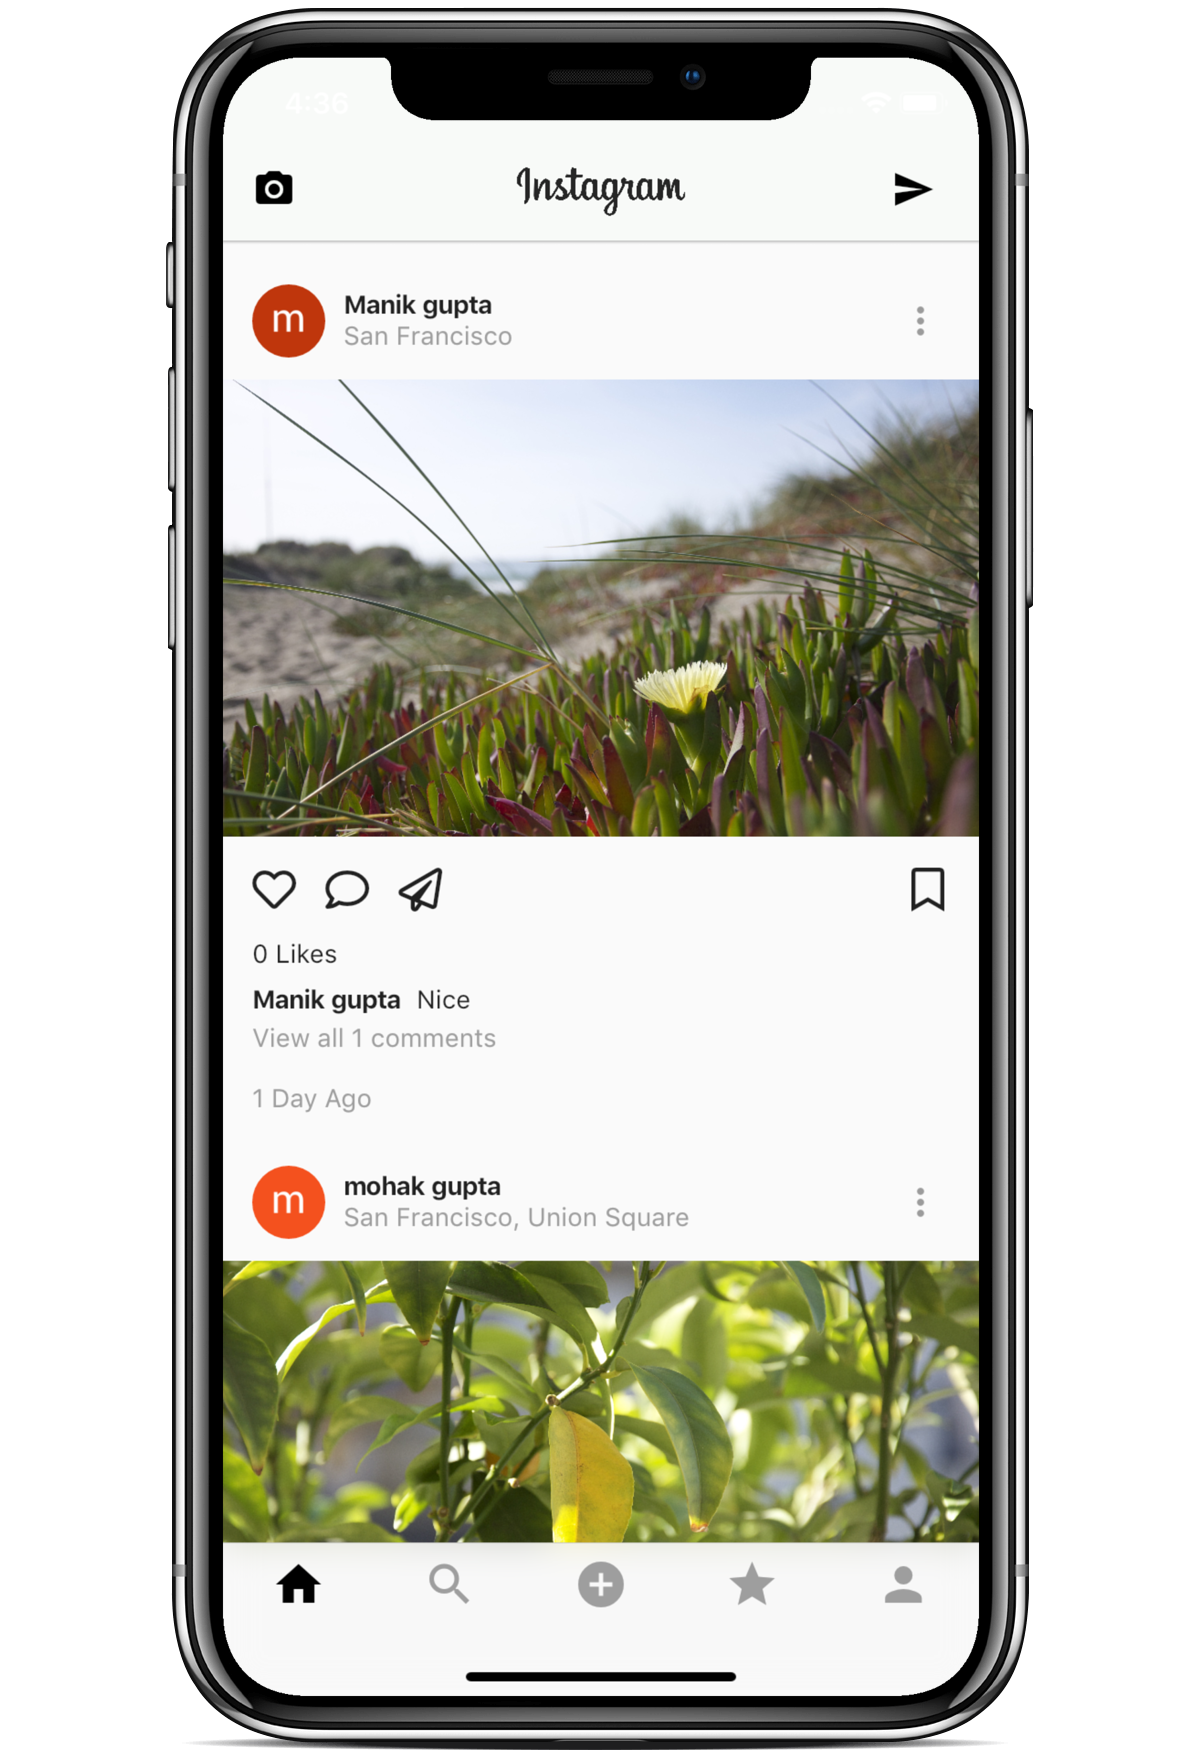 4:36
Instagram
m
Manik gupta
San Francisco
0 Likes
Manik gupta Nice
View all 1 comments
1 Day Ago
m
mohak gupta
San Francisco, Union Square